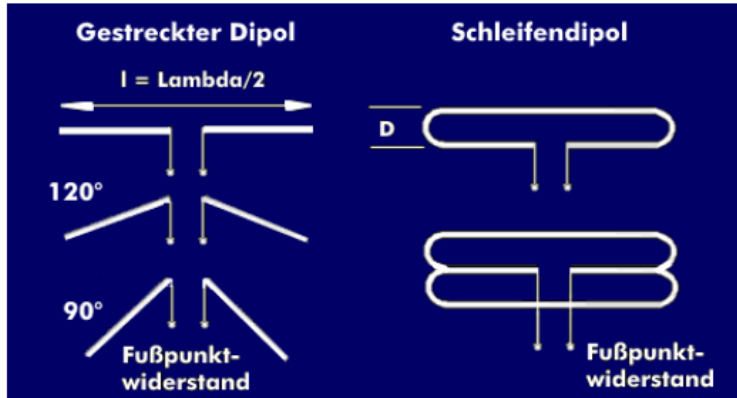 Gestreckter Dipol
l = Lambda/2
120°
90°
Fußpunkt-
widerstand
Schleifendipol
D
Fußpunkt-
widerstand